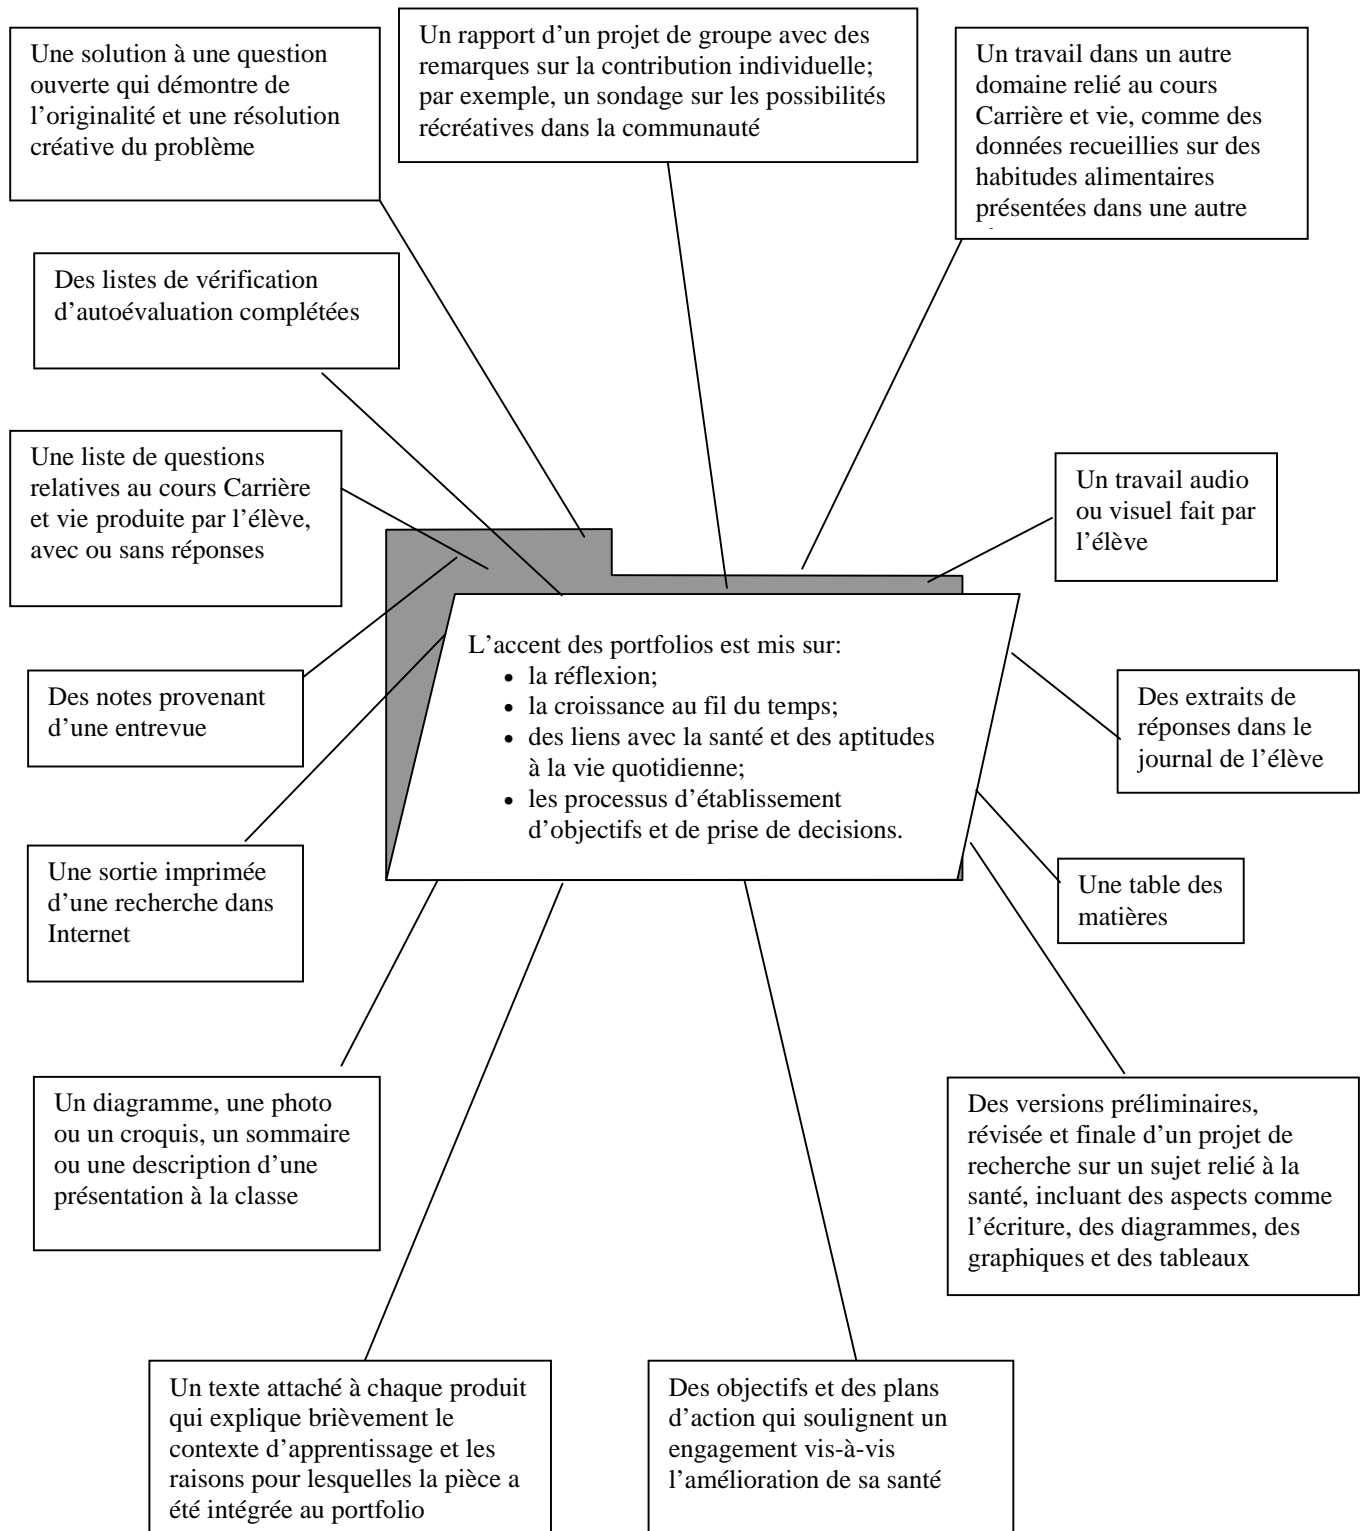 Une solution à une question
ouverte qui démontre de
l’originalité et une résolution
créative du problème
Un rapport d’un projet de groupe avec des
remarques sur la contribution individuelle;
par exemple, un sondage sur les possibilités
récréatives dans la communauté
Un travail dans un autre
domaine relié au cours
Carrière et vie, comme des
données recueillies sur des
habitudes alimentaires
présentées dans une autre
Des listes de vérification
d’autoévaluation complétées
Une liste de questions
relatives au cours Carrière
et vie produite par l’élève,
avec ou sans réponses
Un travail audio
ou visuel fait par
l’élève
L’accent des portfolios est mis sur:
• la réflexion;
• la croissance au fil du temps;
• des liens avec la santé et des aptitudes
à la vie quotidienne;
• les processus d’établissement
d’objectifs et de prise de decisions.
Des notes provenant
d’une entrevue
Des extraits de
réponses dans le
journal de l’élève
Une sortie imprimée
d’une recherche dans
Internet
Une table des
matières
Un diagramme, une photo
ou un croquis, un sommaire
ou une description d’une
présentation à la classe
Des versions préliminaires,
révisée et finale d’un projet de
recherche sur un sujet relié à la
santé, incluant des aspects comme
l’écriture, des diagrammes, des
graphiques et des tableaux
Un texte attaché à chaque produit
qui explique brièvement le
contexte d’apprentissage et les
raisons pour lesquelles la pièce a
été intégrée au portfolio
Des objectifs et des plans
d’action qui soulignent un
engagement vis-à-vis
l’amélioration de sa santé